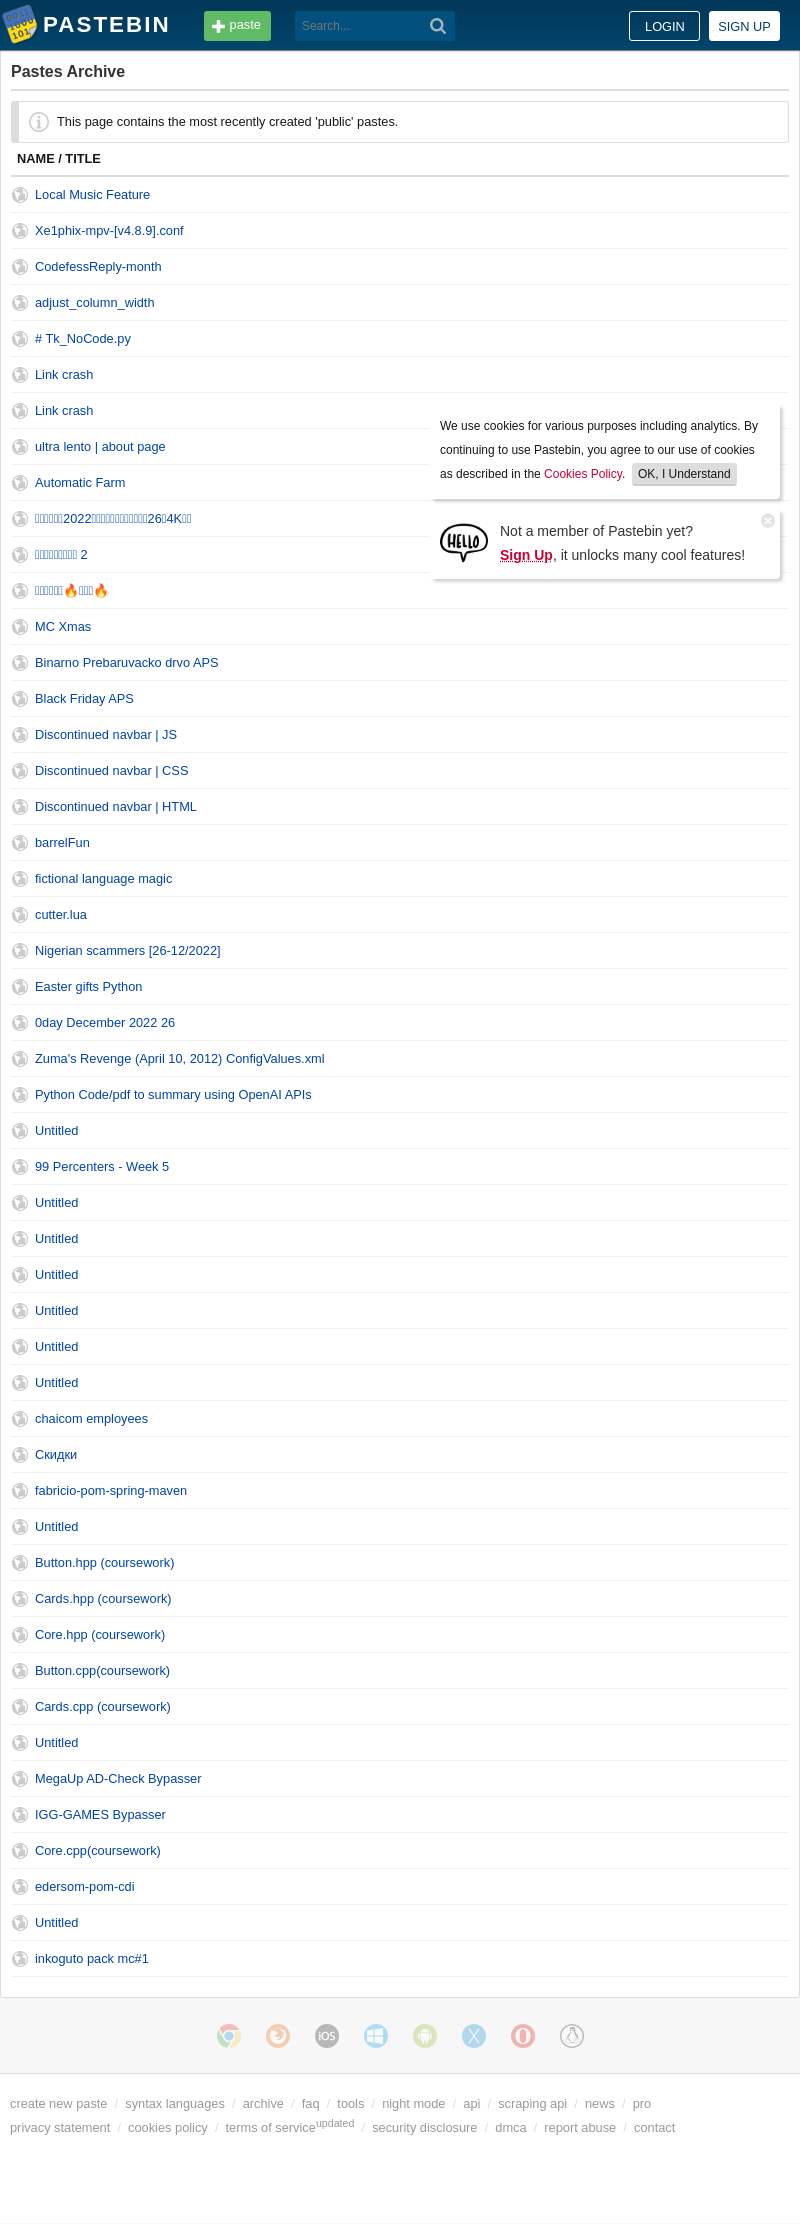 PASTEBIN
paste
Search...
LOGIN
SIGN UP
Pastes Archive
This page contains the most recently created 'public' pastes.
NAME / TITLE
Local Music Feature
Xe1phix-mpv-[v4.8.9].conf
CodefessReply-month
adjust_column_width
# Tk_NoCode.py
Link crash
Link crash
We use cookies for various purposes including analytics. By
continuing to use Pastebin, you agree to our use of cookies
as described in the Cookies Policy. OK, I Understand
ultra lento | about page
Automatic Farm
2022 26 4K
Not a member of Pastebin yet?
HELLO
Sign Up, it unlocks many cool features!
2
🔥 🔥
MC Xmas
Binarno Prebaruvacko drvo APS
Black Friday APS
Discontinued navbar | JS
Discontinued navbar | CSS
Discontinued navbar | HTML
barrelFun
fictional language magic
cutter.lua
Nigerian scammers [26-12/2022]
Easter gifts Python
0day December 2022 26
Zuma's Revenge (April 10, 2012) ConfigValues.xml
Python Code/pdf to summary using OpenAI APIs
Untitled
99 Percenters - Week 5
Untitled
Untitled
Untitled
Untitled
Untitled
Untitled
chaicom employees
Скидки
fabricio-pom-spring-maven
Untitled
Button.hpp (coursework)
Cards.hpp (coursework)
Core.hpp (coursework)
Button.cpp(coursework)
Cards.cpp (coursework)
Untitled
MegaUp AD-Check Bypasser
IGG-GAMES Bypasser
Core.cpp(coursework)
edersom-pom-cdi
Untitled
inkoguto pack mc#1
iOS
create new paste / syntax languages / archive / faq / tools / night mode / api / scraping api / news / pro
privacy statement / cookies policy / terms of service updated / security disclosure / dmca / report abuse / contact